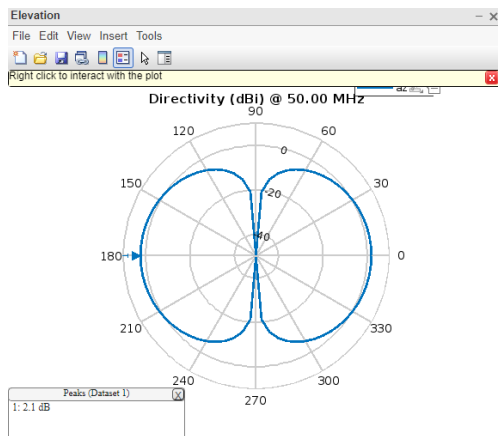 Elevation
File Edit View Insert Tools
Right click to interact with the plot
Directivity (dBi) @ 50.00 MHz
90
120 60
0
150 30
-20
-40
180 0
210 330
240 300
270
Peaks (Dataset 1)
1: 2.1 dB